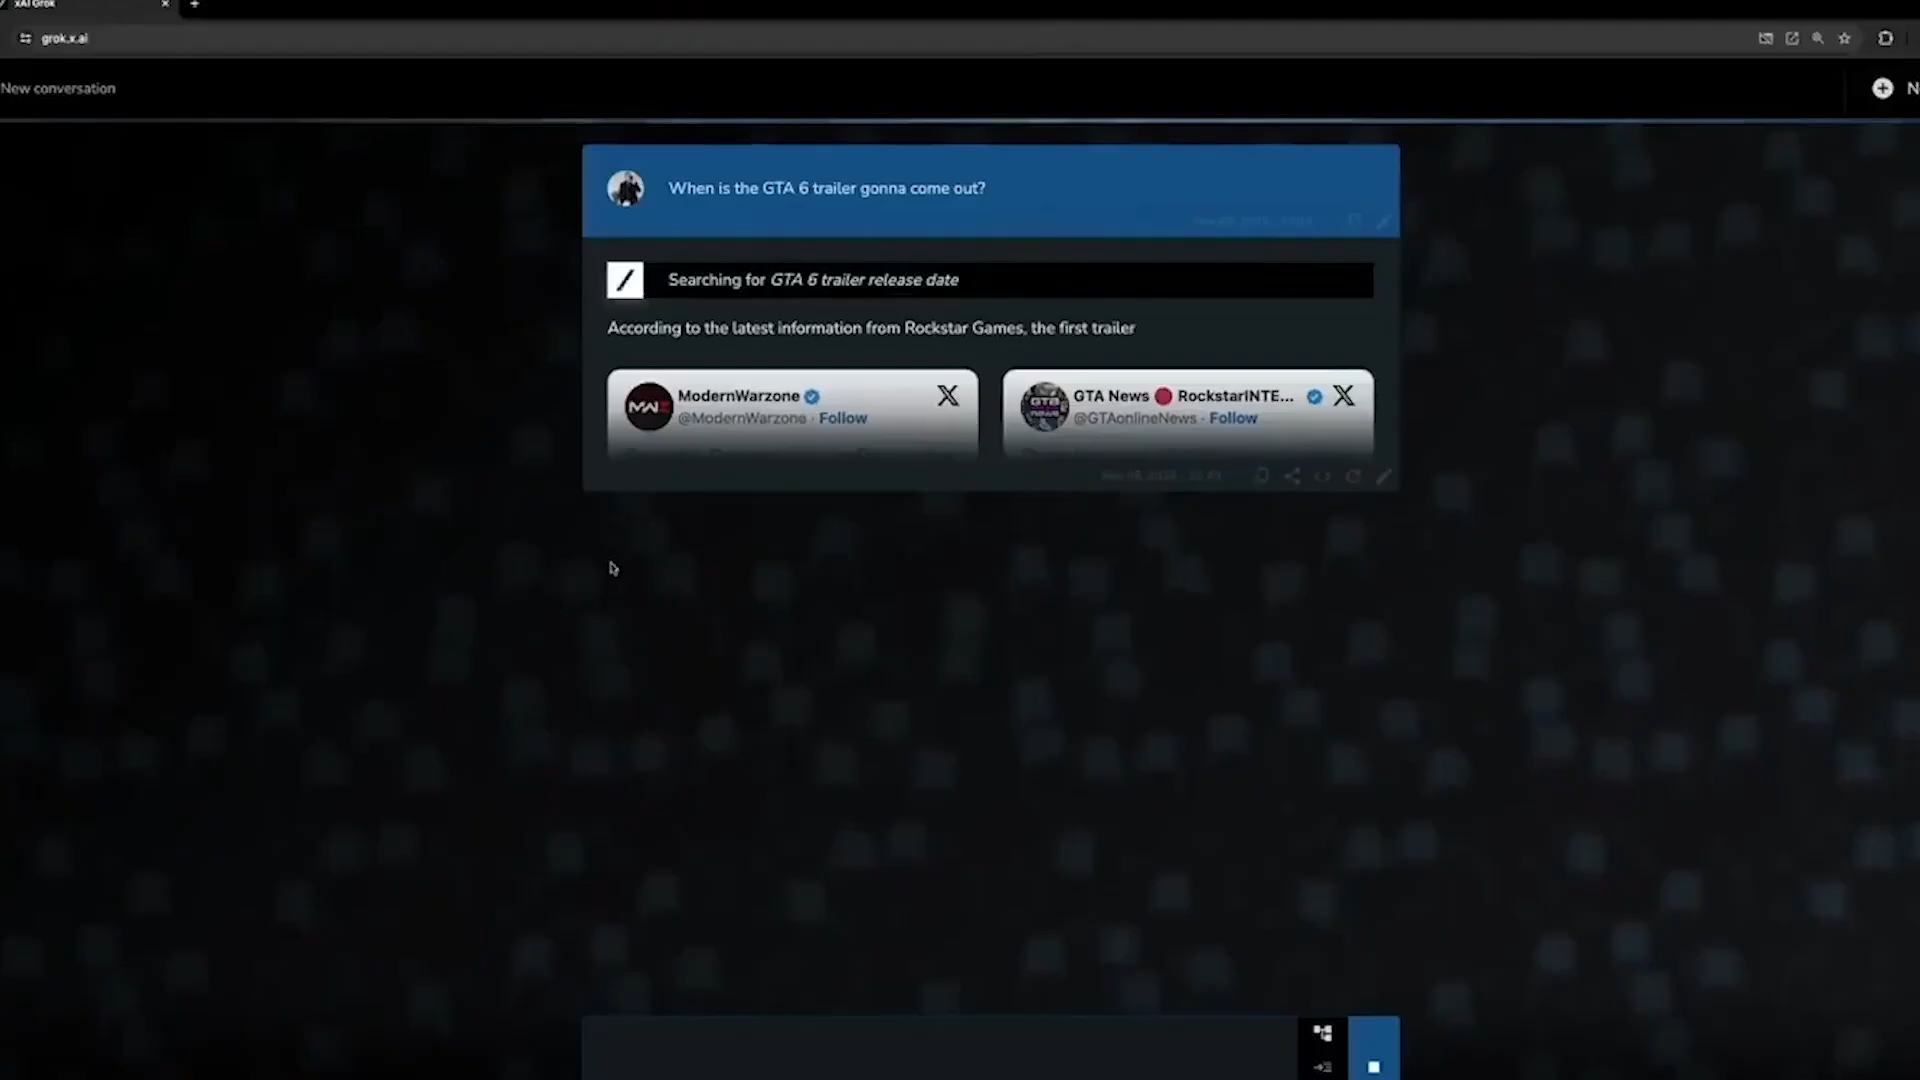 xAI Grok
grok.x.ai
New conversation
When is the GTA 6 trailer gonna come out?
Searching for GTA 6 trailer release date
According to the latest information from Rockstar Games, the first trailer
ModernWarzone
@ModernWarzone · Follow
GTA News 🔴 RockstarINTE...
@GTAonlineNews · Follow